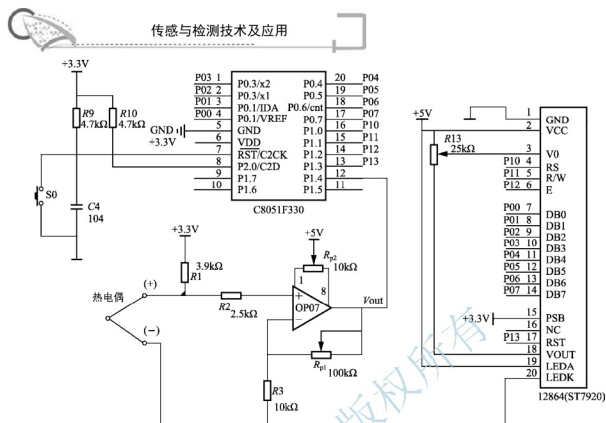 传感与检测技术及应用
+3.3V
R9
4.7kΩ
R10
4.7kΩ
S0
C4
104
P03 1 P0.3/x2 P0.4 20 P04
P02 2 P0.3/x1 P0.5 19 P05
P01 3 P0.1/IDA P0.6/cnt 18 P06
P00 4 P0.1/VREF P0.7 17 P07
GND 5 GND P1.0 16 P10
+3.3V 6 VDD P1.1 15 P11
7 RST/C2CK P1.2 14 P12
8 P2.0/C2D P1.3 13 P13
9 P1.7 P1.4 12
10 P1.6 P1.5 11
C8051F330
+3.3V
3.9kΩ
R1
热电偶
(+)
(−)
R2
2.5kΩ
+5V
Rp2
10kΩ
1
8
+
−
OP07
Vout
Rp1
100kΩ
R3
10kΩ
+5V
R13
25kΩ
1 GND
2 VCC
3 V0
P10 4 RS
P11 5 R/W
P12 6 E
P00 7 DB0
P01 8 DB1
P02 9 DB2
P03 10 DB3
P04 11 DB4
P05 12 DB5
P06 13 DB6
P07 14 DB7
+3.3V 15 PSB
16 NC
P13 17 RST
18 VOUT
19 LEDA
20 LEDK
12864(ST7920)
版权所有